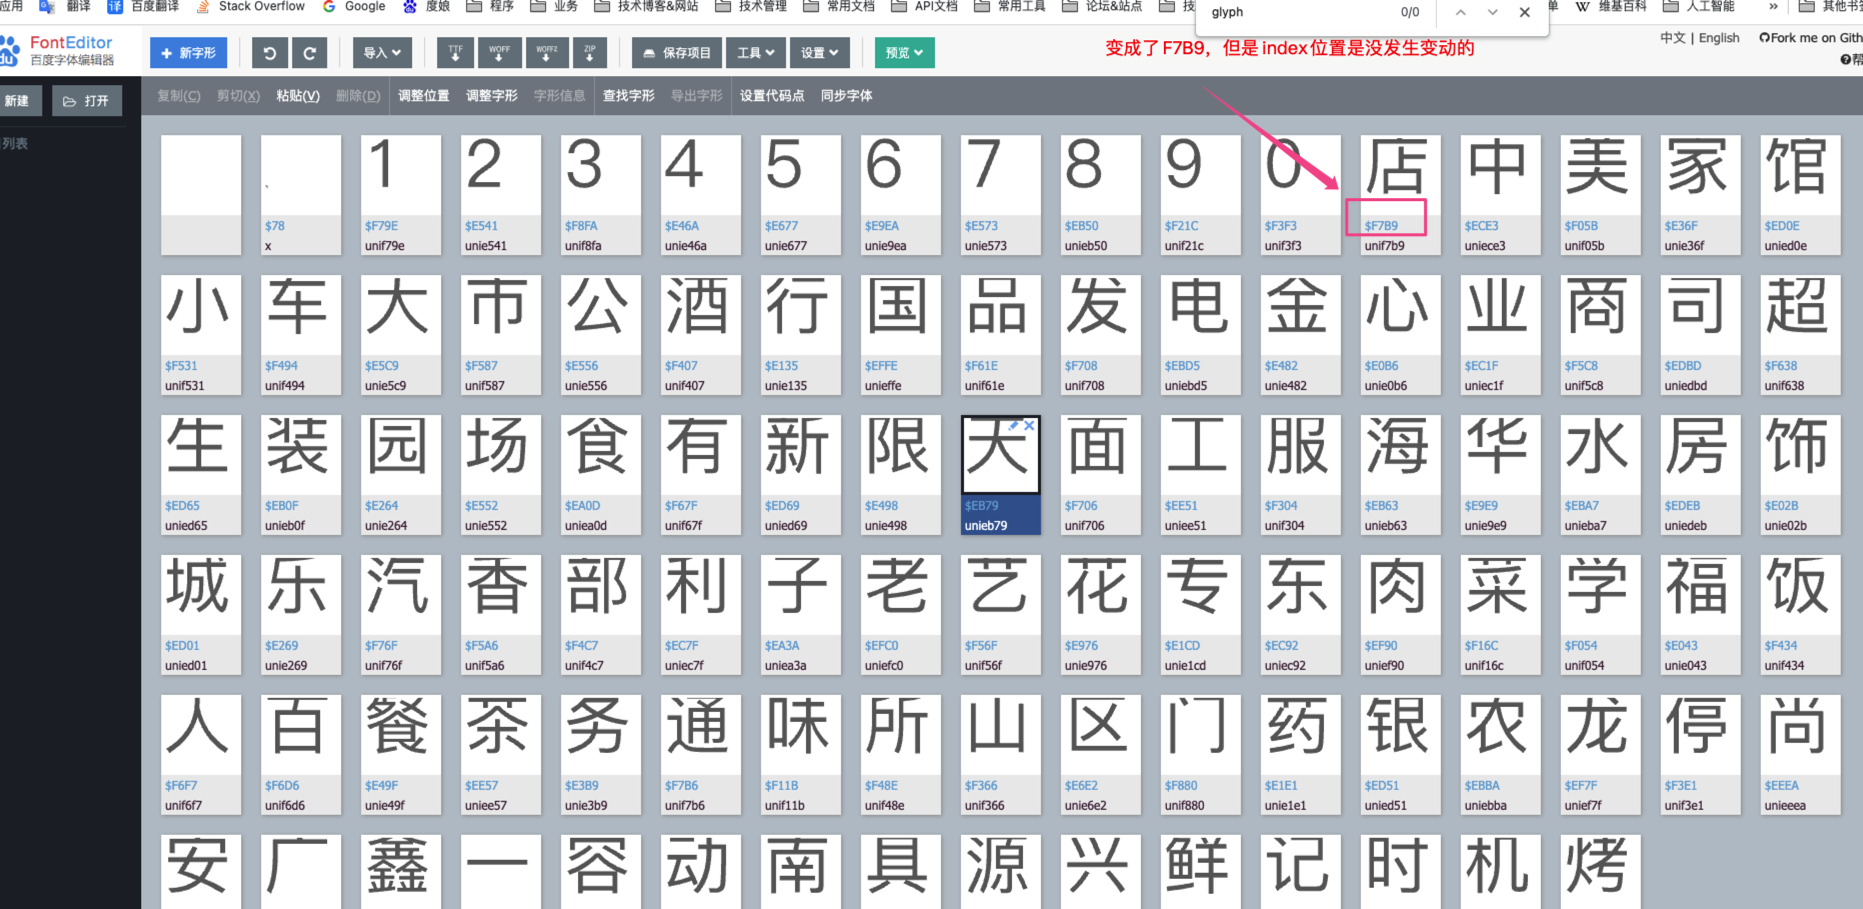 应用 翻译 百度翻译 Stack Overflow Google 度娘 程序 业务 技术博客&网站 技术管理 常用文档 API文档 常用工具 论坛&站点 技 单 维基百科 人工智能 » 其他书签
glyph 0/0
变成了 F7B9，但是 index 位置是没发生变动的
中文 | English Fork me on Gith
FontEditor
百度字体编辑器
du
+ 新字形 导入 TTF WOFF WOFF2 ZIP 保存项目 工具 设置 预览
帮
新建 打开 复制(C) 剪切(X) 粘贴(V) 删除(D) 调整位置 调整字形 字形信息 查找字形 导出字形 设置代码点 同步字体
列表
、 1 2 3 4 5 6 7 8 9 0 店 中 美 家 馆
$78 $F79E $E541 $F8FA $E46A $E677 $E9EA $E573 $EB50 $F21C $F3F3 $F7B9 $ECE3 $F05B $E36F $ED0E
x unif79e unie541 unif8fa unie46a unie677 unie9ea unie573 unieb50 unif21c unif3f3 unif7b9 uniece3 unif05b unie36f unied0e
小 车 大 市 公 酒 行 国 品 发 电 金 心 业 商 司 超
$F531 $F494 $E5C9 $F587 $E556 $F407 $E135 $EFFE $F61E $F708 $EBD5 $E482 $E0B6 $EC1F $F5C8 $EDBD $F638
unif531 unif494 unie5c9 unif587 unie556 unif407 unie135 unieffe unif61e unif708 uniebd5 unie482 unie0b6 uniec1f unif5c8 uniedbd unif638
生 装 园 场 食 有 新 限 天 面 工 服 海 华 水 房 饰
$ED65 $EB0F $E264 $E552 $EA0D $F67F $ED69 $E498 $EB79 $F706 $EE51 $F304 $EB63 $E9E9 $EBA7 $EDEB $E02B
unied65 unieb0f unie264 unie552 uniea0d unif67f unied69 unie498 unieb79 unif706 uniee51 unif304 unieb63 unie9e9 unieba7 uniedeb unie02b
城 乐 汽 香 部 利 子 老 艺 花 专 东 肉 菜 学 福 饭
$ED01 $E269 $F76F $F5A6 $F4C7 $EC7F $EA3A $EFC0 $F56F $E976 $E1CD $EC92 $EF90 $F16C $F054 $E043 $F434
unied01 unie269 unif76f unif5a6 unif4c7 uniec7f uniea3a uniefc0 unif56f unie976 unie1cd uniec92 unief90 unif16c unif054 unie043 unif434
人 百 餐 茶 务 通 味 所 山 区 门 药 银 农 龙 停 尚
$F6F7 $F6D6 $E49F $EE57 $E3B9 $F7B6 $F11B $F48E $F366 $E6E2 $F880 $E1E1 $ED51 $EBBA $EF7F $F3E1 $EEEA
unif6f7 unif6d6 unie49f uniee57 unie3b9 unif7b6 unif11b unif48e unif366 unie6e2 unif880 unie1e1 unied51 uniebba unief7f unif3e1 unieeea
安 广 鑫 一 容 动 南 具 源 兴 鲜 记 时 机 烤